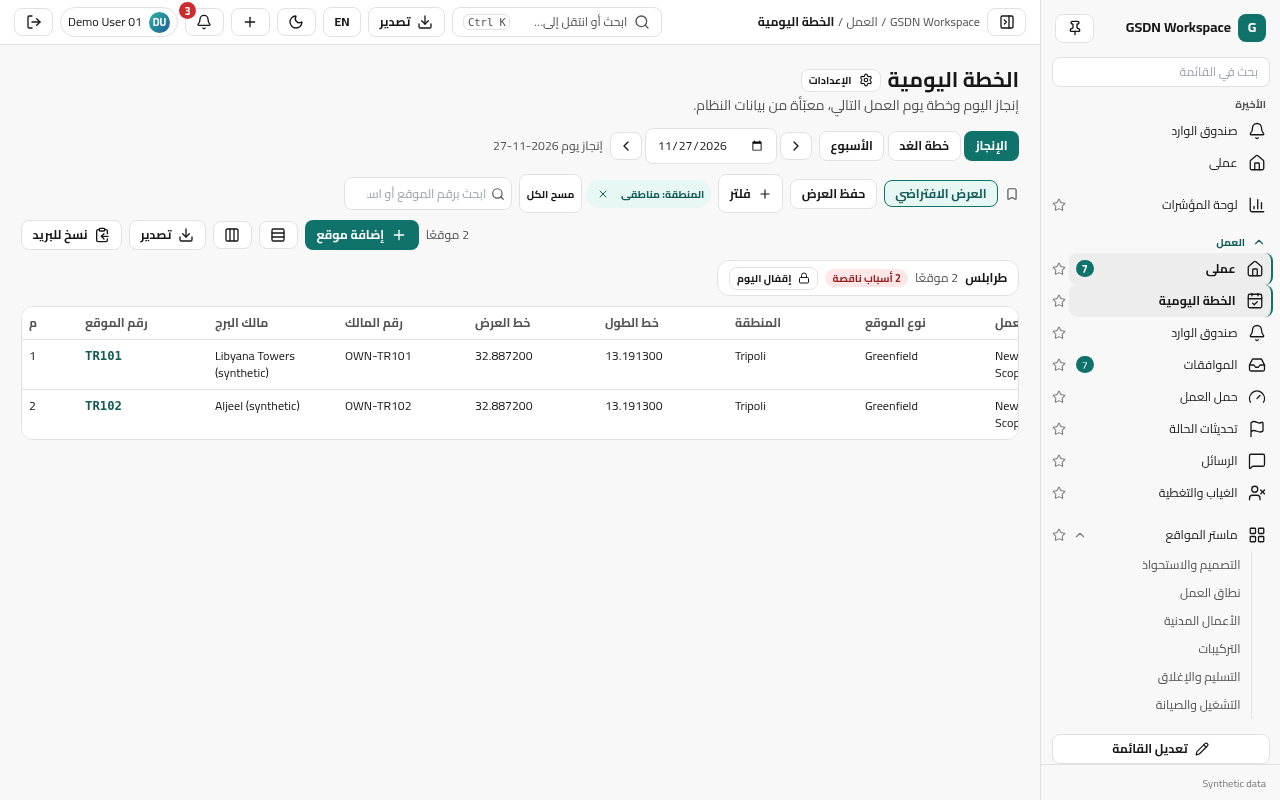 GSDN Workspace
G
بحث في القائمة
الأخيرة
صندوق الوارد
عملي
لوحة المؤشرات
العمل
عملي
7
الخطة اليومية
صندوق الوارد
الموافقات
7
حمل العمل
تحديثات الحالة
الرسائل
الغياب والتغطية
ماستر المواقع
التصميم والاستحواذ
نطاق العمل
الأعمال المدنية
التركيبات
التسليم والإغلاق
التشغيل والصيانة
تعديل القائمة
Synthetic data
GSDN Workspace / العمل / الخطة اليومية
ابحث أو انتقل إلى... Ctrl K
تصدير
EN
3
DU Demo User 01
الخطة اليومية
الإعدادات
إنجاز اليوم وخطة يوم العمل التالي، معبّأة من بيانات النظام.
الإنجاز
خطة الغد
الأسبوع
11/27/2026
إنجاز يوم 2026-11-27
العرض الافتراضي
حفظ العرض
فلتر
المنطقة: مناطقي
مسح الكل
ابحث برقم الموقع أو اس
2 موقعًا
إضافة موقع
تصدير
نسخ للبريد
طرابلس 2 موقعًا 2 أسباب ناقصة إقفال اليوم
م رقم الموقع مالك البرج رقم المالك خط العرض خط الطول المنطقة نوع الموقع
1 TR101 Libyana Towers (synthetic) OWN-TR101 32.887200 13.191300 Tripoli Greenfield New
2 TR102 Aljeel (synthetic) OWN-TR102 32.887200 13.191300 Tripoli Greenfield New